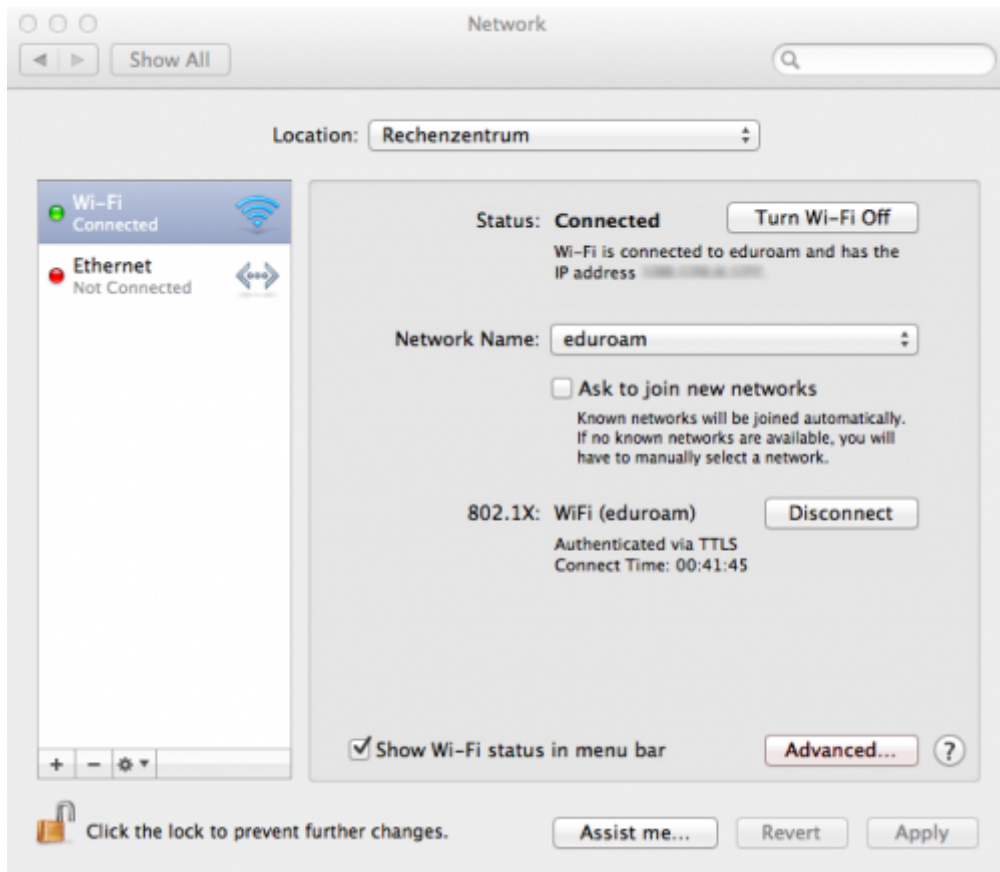 Network
Show All
Location: Rechenzentrum
Wi-Fi
Connected
Ethernet
Not Connected
Status: Connected
Turn Wi-Fi Off
Wi-Fi is connected to eduroam and has the
IP address
Network Name: eduroam
Ask to join new networks
Known networks will be joined automatically.
If no known networks are available, you will
have to manually select a network.
802.1X: WiFi (eduroam)
Disconnect
Authenticated via TTLS
Connect Time: 00:41:45
Show Wi-Fi status in menu bar
Advanced...
?
Click the lock to prevent further changes.
Assist me...
Revert
Apply